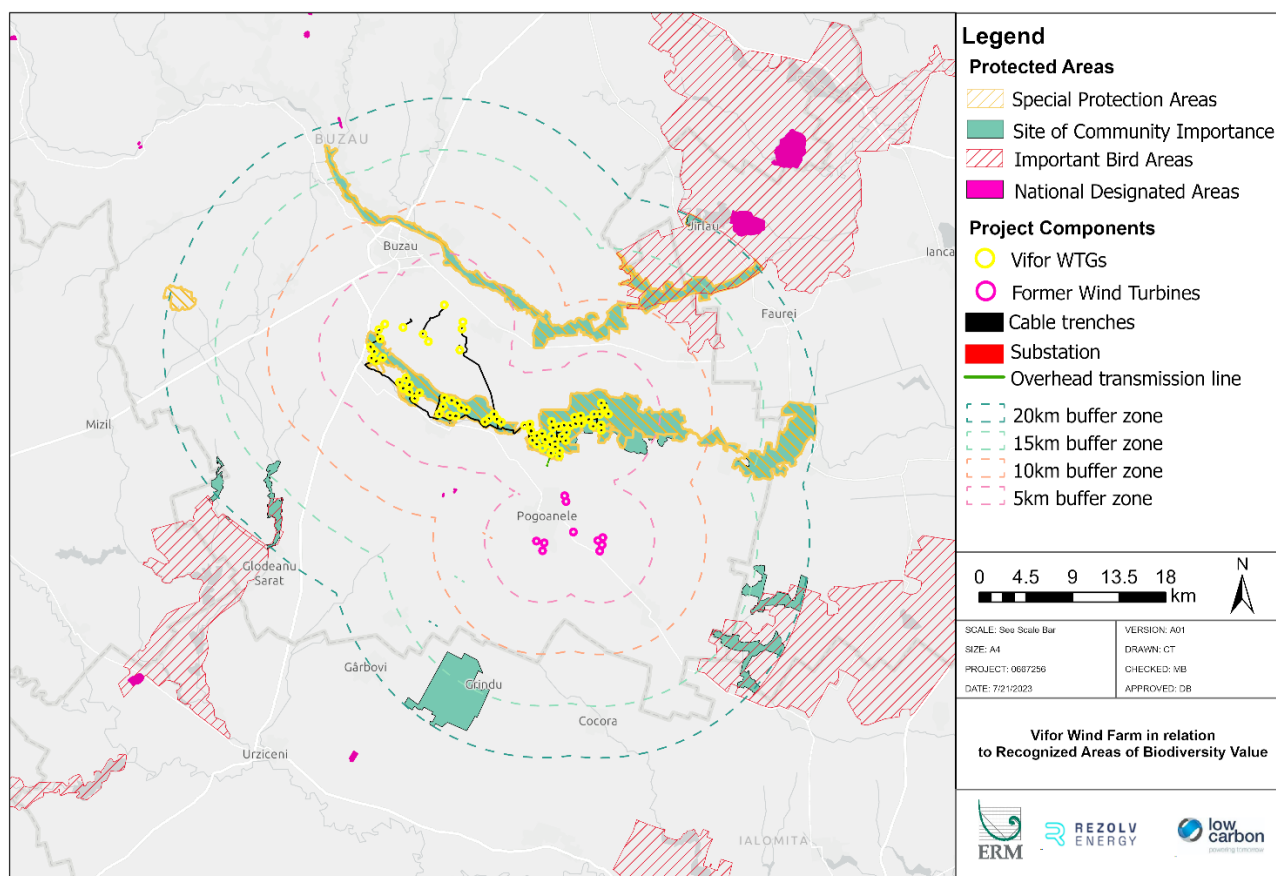 BUZAU
Buzau
Jirlau
Ianca
Faurei
Mizil
Pogoanele
Glodeanu
Sarat
Gârbovi
Grindu
Cocora
Urziceni
IALOMITA
Legend
Protected Areas
Special Protection Areas
Site of Community Importance
Important Bird Areas
National Designated Areas
Project Components
Vifor WTGs
Former Wind Turbines
Cable trenches
Substation
Overhead transmission line
20km buffer zone
15km buffer zone
10km buffer zone
5km buffer zone
N
0 4.5 9 13.5 18
km
SCALE: See Scale Bar
VERSION: A01
SIZE: A4
DRAWN: CT
PROJECT: 0687256
CHECKED: MB
DATE: 7/21/2023
APPROVED: DB
Vifor Wind Farm in relation
to Recognized Areas of Biodiversity Value
ERM
REZOLV
ENERGY
low
carbon
powering tomorrow